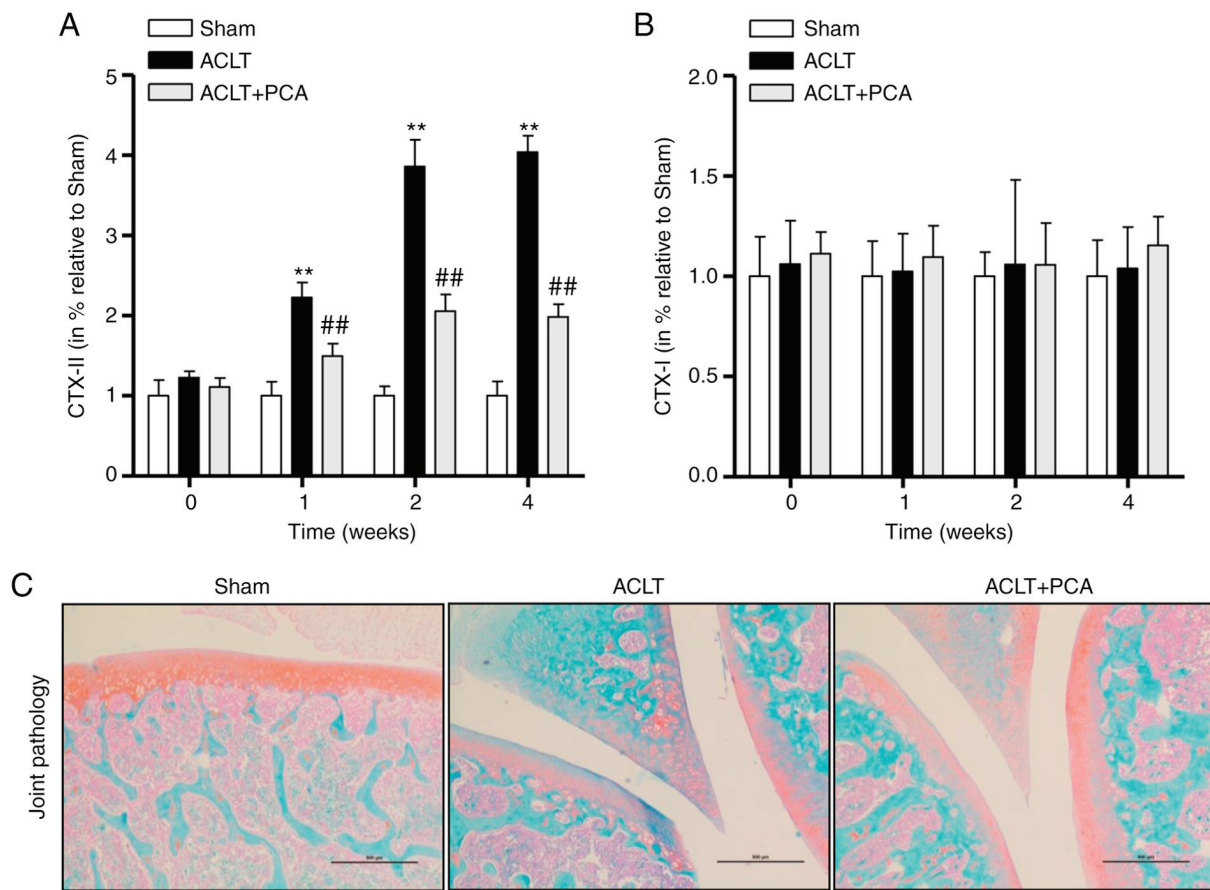 A
Sham
ACLT
ACLT+PCA
CTX-II (in % relative to Sham)
5
4
3
2
1
0
**
**
**
##
##
##
0 1 2 4
Time (weeks)
B
Sham
ACLT
ACLT+PCA
CTX-I (in % relative to Sham)
2.0
1.5
1.0
0.5
0.0
0 1 2 4
Time (weeks)
C
Sham ACLT ACLT+PCA
Joint pathology